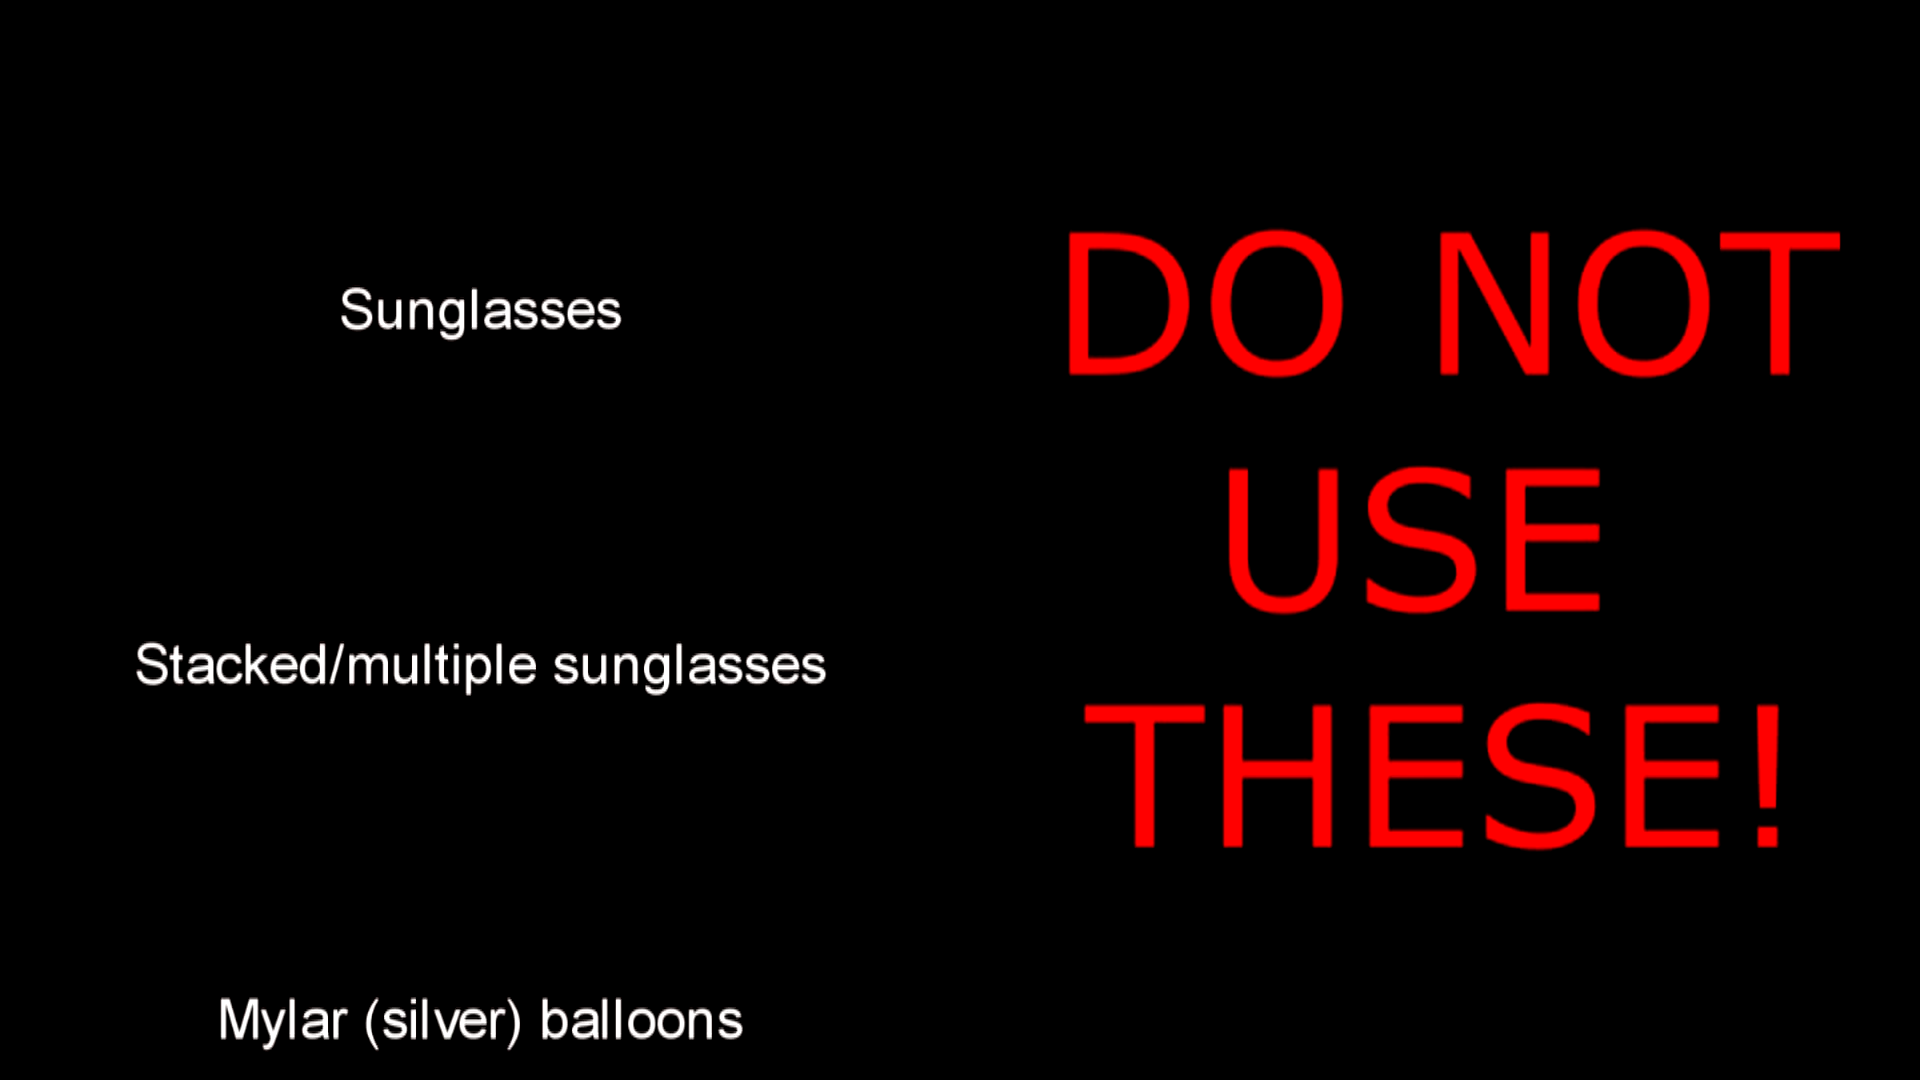 Sunglasses
Stacked/multiple sunglasses
Mylar (silver) balloons
DO NOT
USE
THESE!